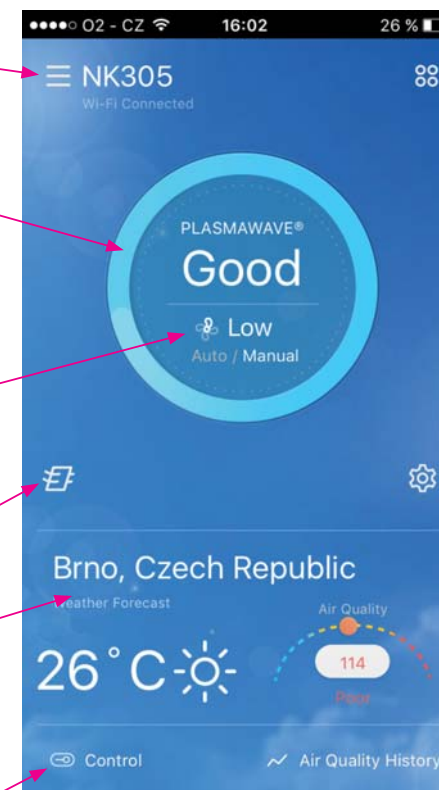 O2 - CZ 16:02 26 %
NK305
Wi-Fi Connected
PLASMAWAVE®
Good
Low
Auto / Manual
Brno, Czech Republic
Weather Forecast
Air Quality
26°C
114
Poor
Control
Air Quality History